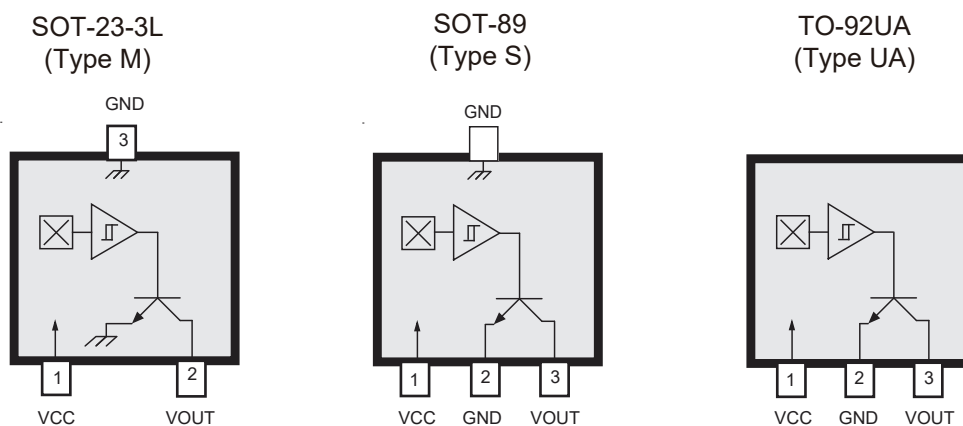 SOT-23-3L
(Type M)
GND
3
1
2
VCC
VOUT
SOT-89
(Type S)
GND
1
2
3
VCC
GND
VOUT
TO-92UA
(Type UA)
1
2
3
VCC
GND
VOUT